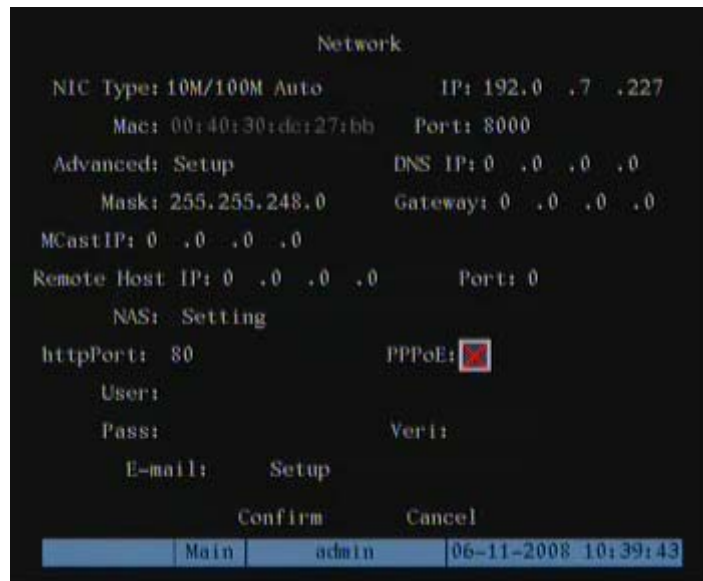 Network
NIC Type: 10M/100M Auto IP: 192.0 .7 .227
Mac: 00:40:30:dc:27:bb Port: 8000
Advanced: Setup DNS IP: 0 .0 .0 .0
Mask: 255.255.248.0 Gateway: 0 .0 .0 .0
MCastIP: 0 .0 .0 .0
Remote Host IP: 0 .0 .0 .0 Port: 0
NAS: Setting
httpPort: 80 PPPoE:
User:
Pass: Veri:
E-mail: Setup
Confirm Cancel
Main admin 06-11-2008 10:39:43